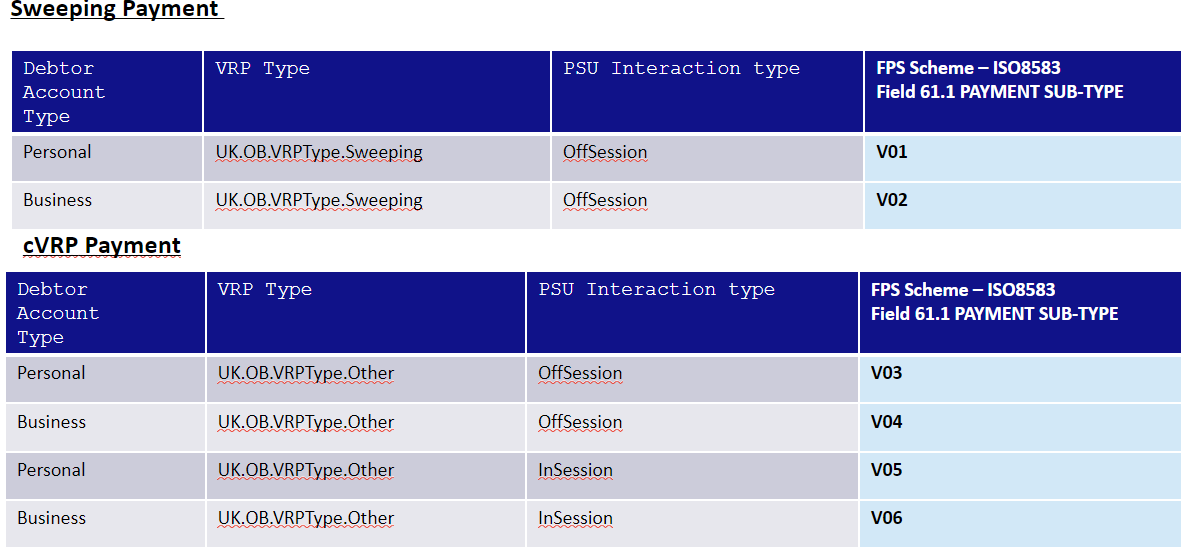 Sweeping Payment
Debtor Account Type | VRP Type | PSU Interaction type | FPS Scheme – ISO8583 Field 61.1 PAYMENT SUB-TYPE
Personal | UK.OB.VRPType.Sweeping | OffSession | V01
Business | UK.OB.VRPType.Sweeping | OffSession | V02
cVRP Payment
Debtor Account Type | VRP Type | PSU Interaction type | FPS Scheme – ISO8583 Field 61.1 PAYMENT SUB-TYPE
Personal | UK.OB.VRPType.Other | OffSession | V03
Business | UK.OB.VRPType.Other | OffSession | V04
Personal | UK.OB.VRPType.Other | InSession | V05
Business | UK.OB.VRPType.Other | InSession | V06